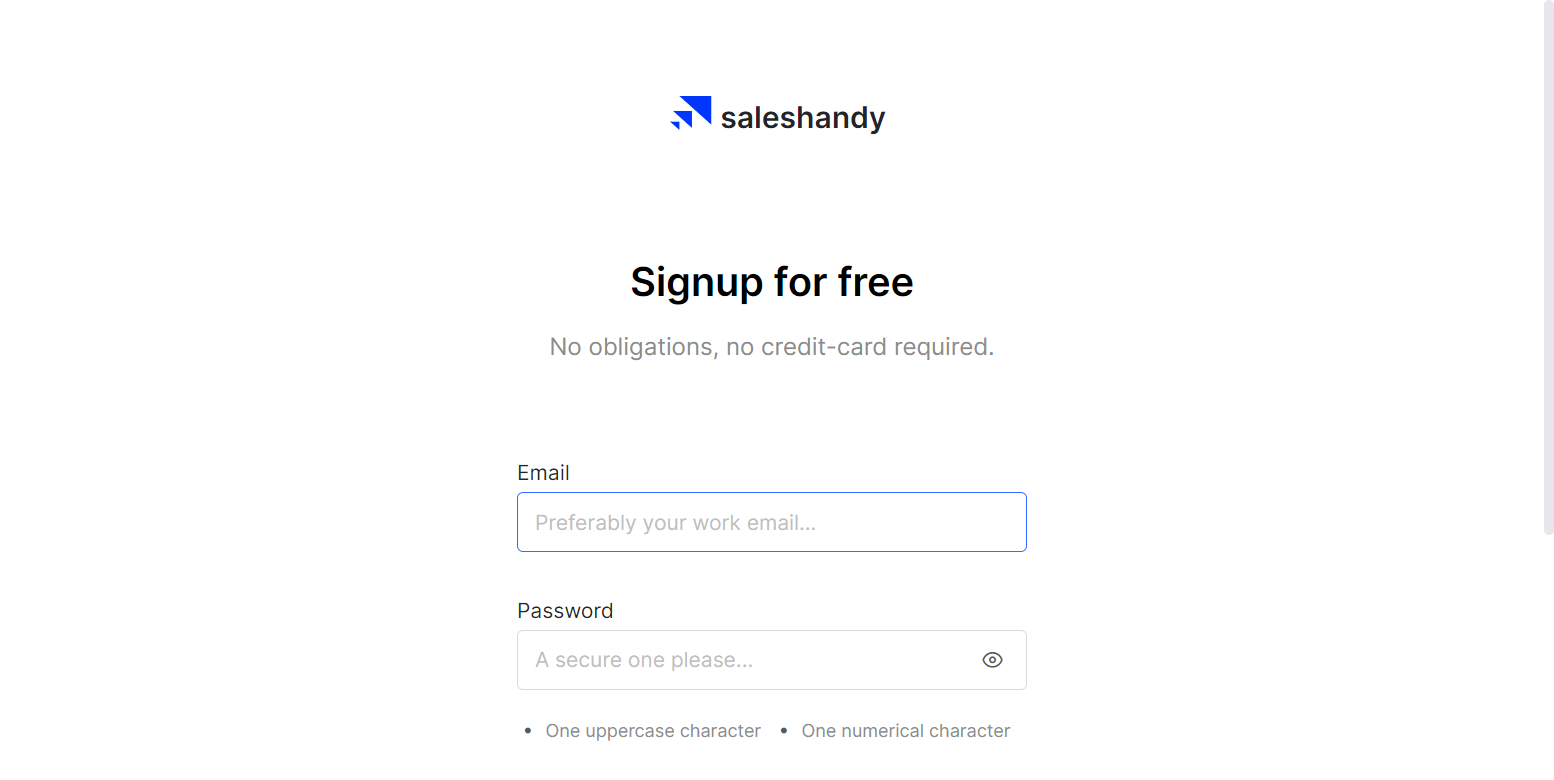 saleshandy
Signup for free
No obligations, no credit-card required.
Email
Preferably your work email...
Password
A secure one please...
• One uppercase character • One numerical character